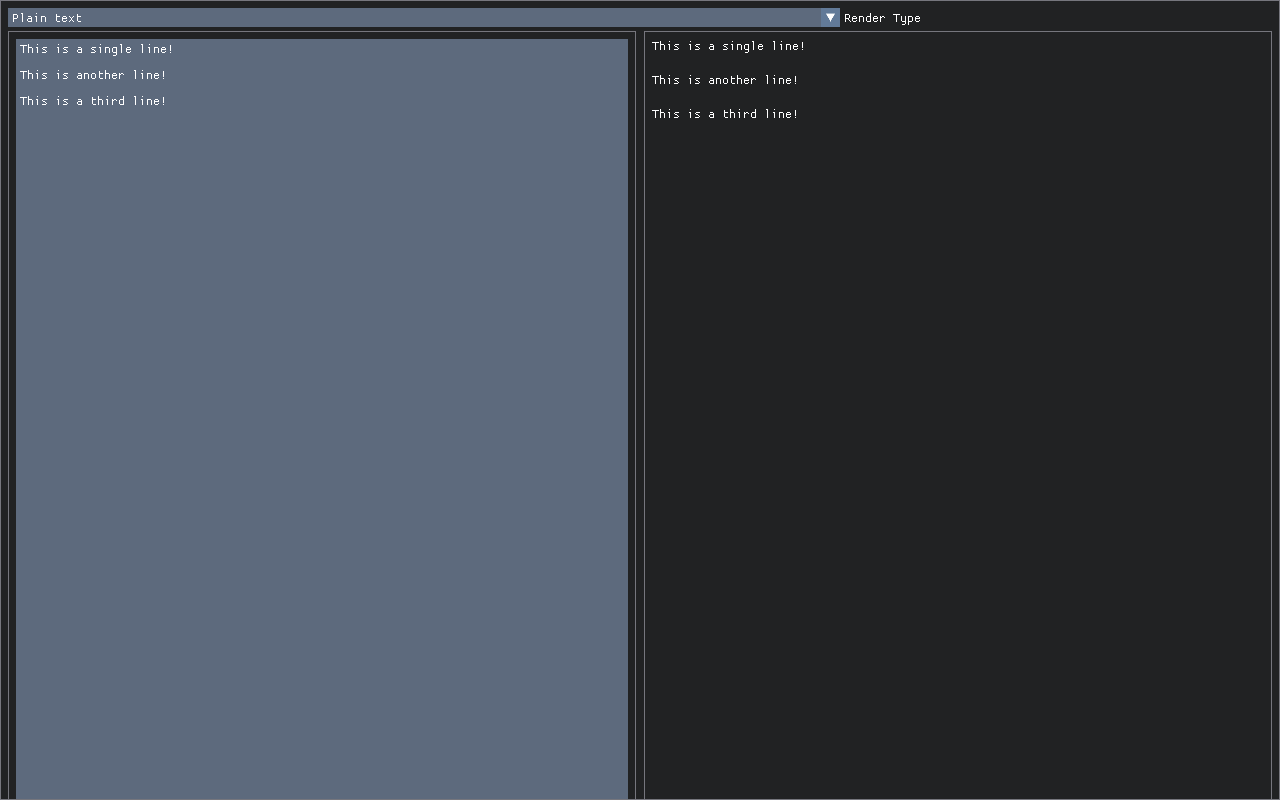 Plain text
Render Type
This is a single line!
This is another line!
This is a third line!
This is a single line!
This is another line!
This is a third line!